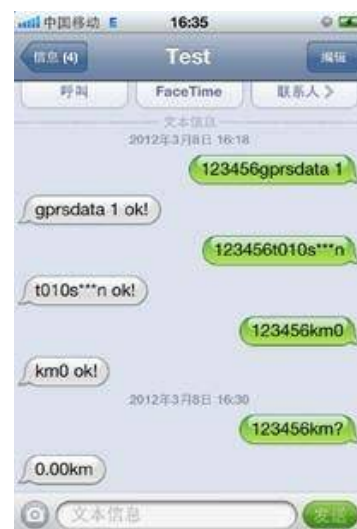 中国移动 E 16:35
信息 (4) Test 编辑
呼叫 FaceTime 联系人 >
文本信息
2012年3月8日 16:18
123456gprsdata 1
gprsdata 1 ok!
123456t010s***n
t010s***n ok!
123456km0
km0 ok!
2012年3月8日 16:30
123456km?
0.00km
文本信息 发送